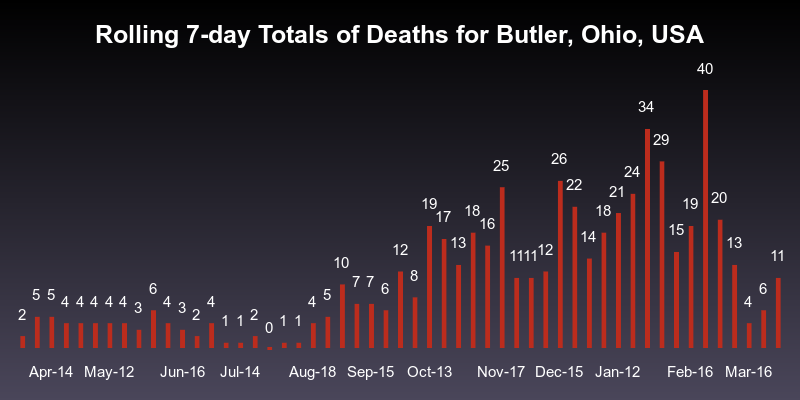 Rolling 7-day Totals of Deaths for Butler, Ohio, USA
40
34
29
26
25
24
22
21
20
19 17 13 18 16 11 11 12 14 18 15 19 13 11
2 5 5 4 4 4 4 4 3 6 4 3 2 4 1 1 2 0 1 1 4 5 10 7 7 6 12 8 4 6
Apr-14 May-12 Jun-16 Jul-14 Aug-18 Sep-15 Oct-13 Nov-17 Dec-15 Jan-12 Feb-16 Mar-16